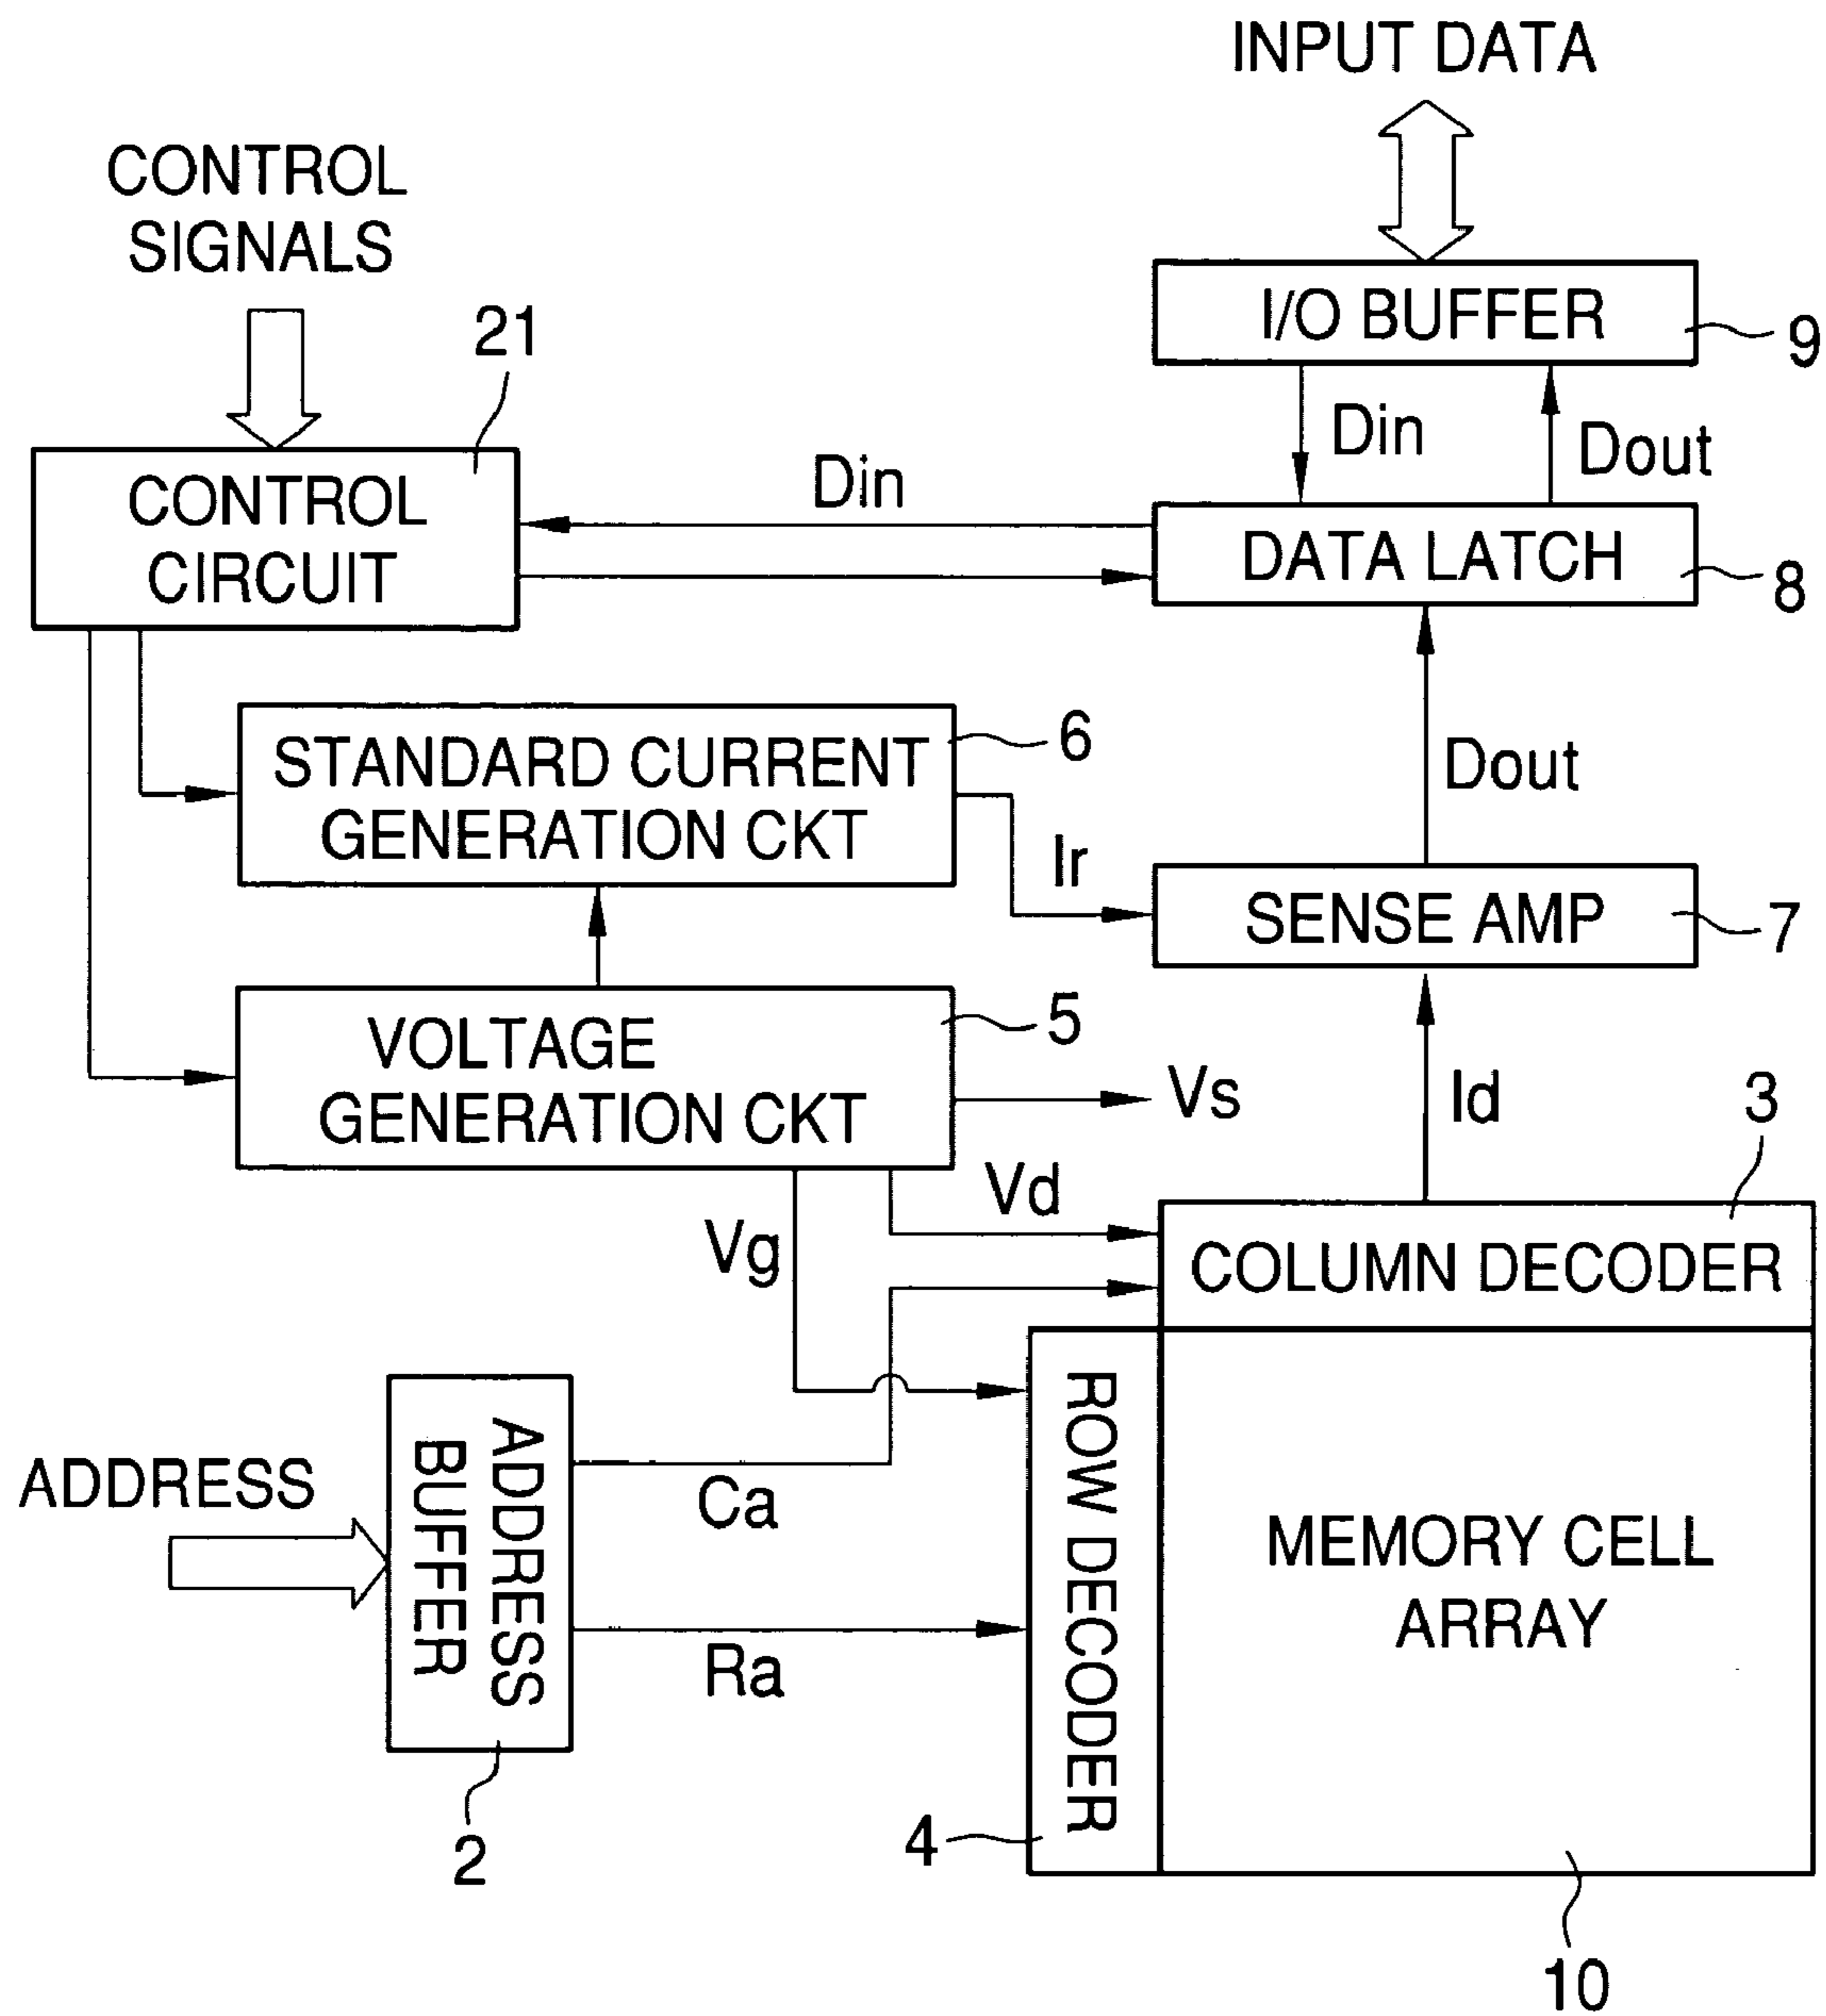 INPUT DATA
CONTROL
SIGNALS
21
I/O BUFFER
9
Din
Dout
CONTROL
CIRCUIT
Din
DATA LATCH
8
STANDARD CURRENT
GENERATION CKT
6
Dout
Ir
SENSE AMP
7
VOLTAGE
GENERATION CKT
5
Vs
Id
3
Vd
Vg
COLUMN DECODER
ADDRESS
ADDRESS
BUFFER
2
Ca
Ra
ROW DECODER
4
MEMORY CELL
ARRAY
10